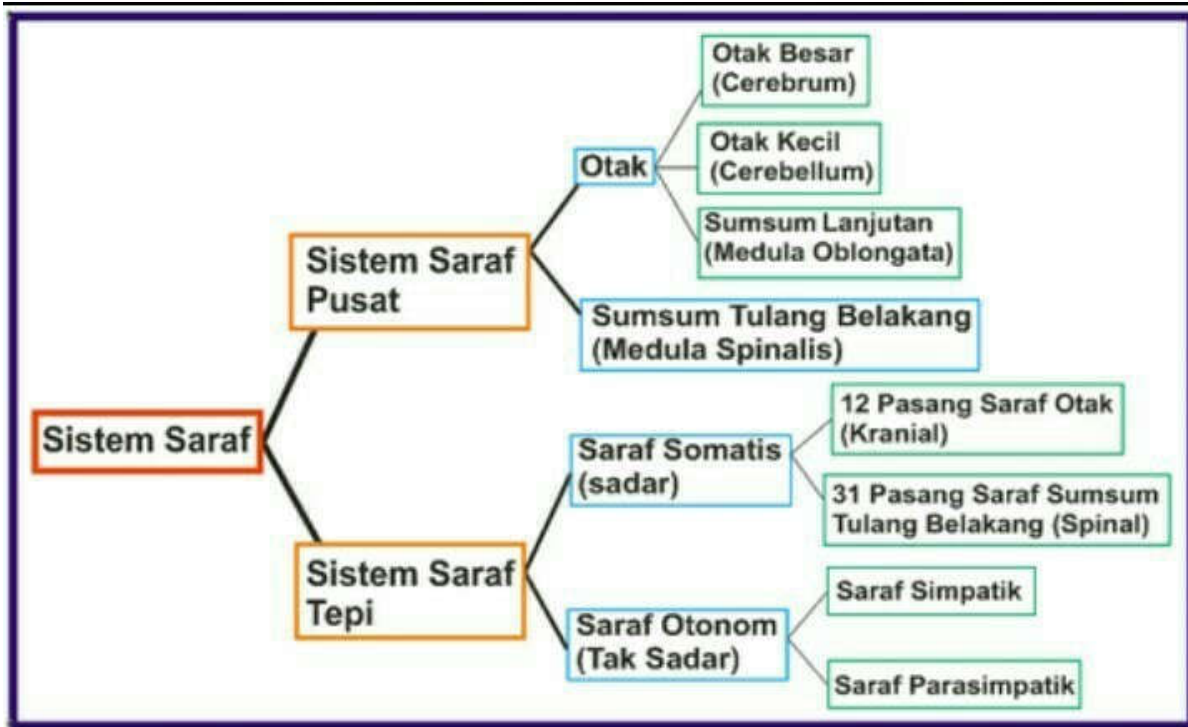 Otak Besar
(Cerebrum)
Otak Kecil
(Cerebellum)
Otak
Sumsum Lanjutan
(Medula Oblongata)
Sistem Saraf
Pusat
Sumsum Tulang Belakang
(Medula Spinalis)
Sistem Saraf
12 Pasang Saraf Otak
(Kranial)
Saraf Somatis
(sadar)
31 Pasang Saraf Sumsum
Tulang Belakang (Spinal)
Sistem Saraf
Tepi
Saraf Simpatik
Saraf Otonom
(Tak Sadar)
Saraf Parasimpatik